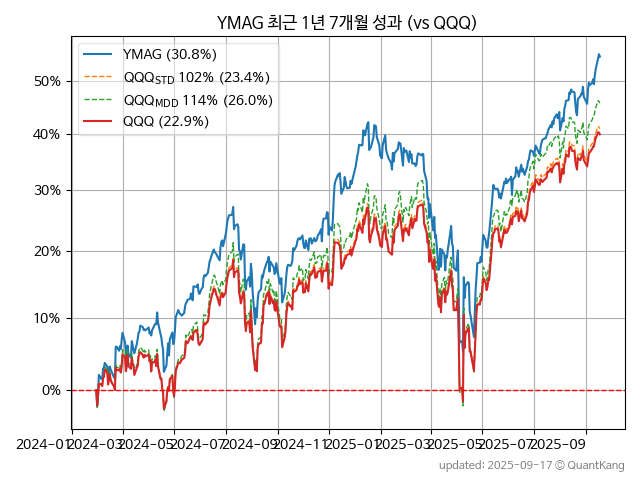 YMAG 최근 1년 7개월 성과 (vs QQQ)
YMAG (30.8%)
QQQSTD 102% (23.4%)
QQQMDD 114% (26.0%)
QQQ (22.9%)
50%
40%
30%
20%
10%
0%
2024-01 2024-03 2024-05 2024-07 2024-09 2024-11 2025-01 2025-03 2025-05 2025-07 2025-09
updated: 2025-09-17 © QuantKang